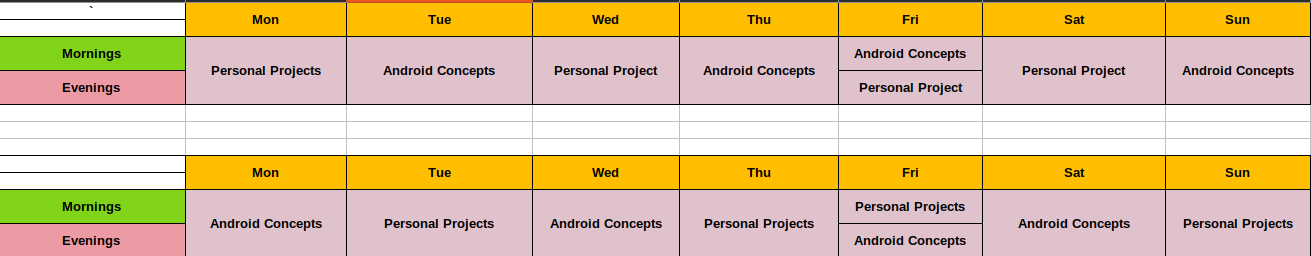 `
Mon Tue Wed Thu Fri Sat Sun
Mornings Android Concepts
Personal Projects Android Concepts Personal Project Android Concepts Personal Project Android Concepts
Evenings Personal Project
Mon Tue Wed Thu Fri Sat Sun
Mornings Personal Projects
Android Concepts Personal Projects Android Concepts Personal Projects Android Concepts Personal Projects
Evenings Android Concepts